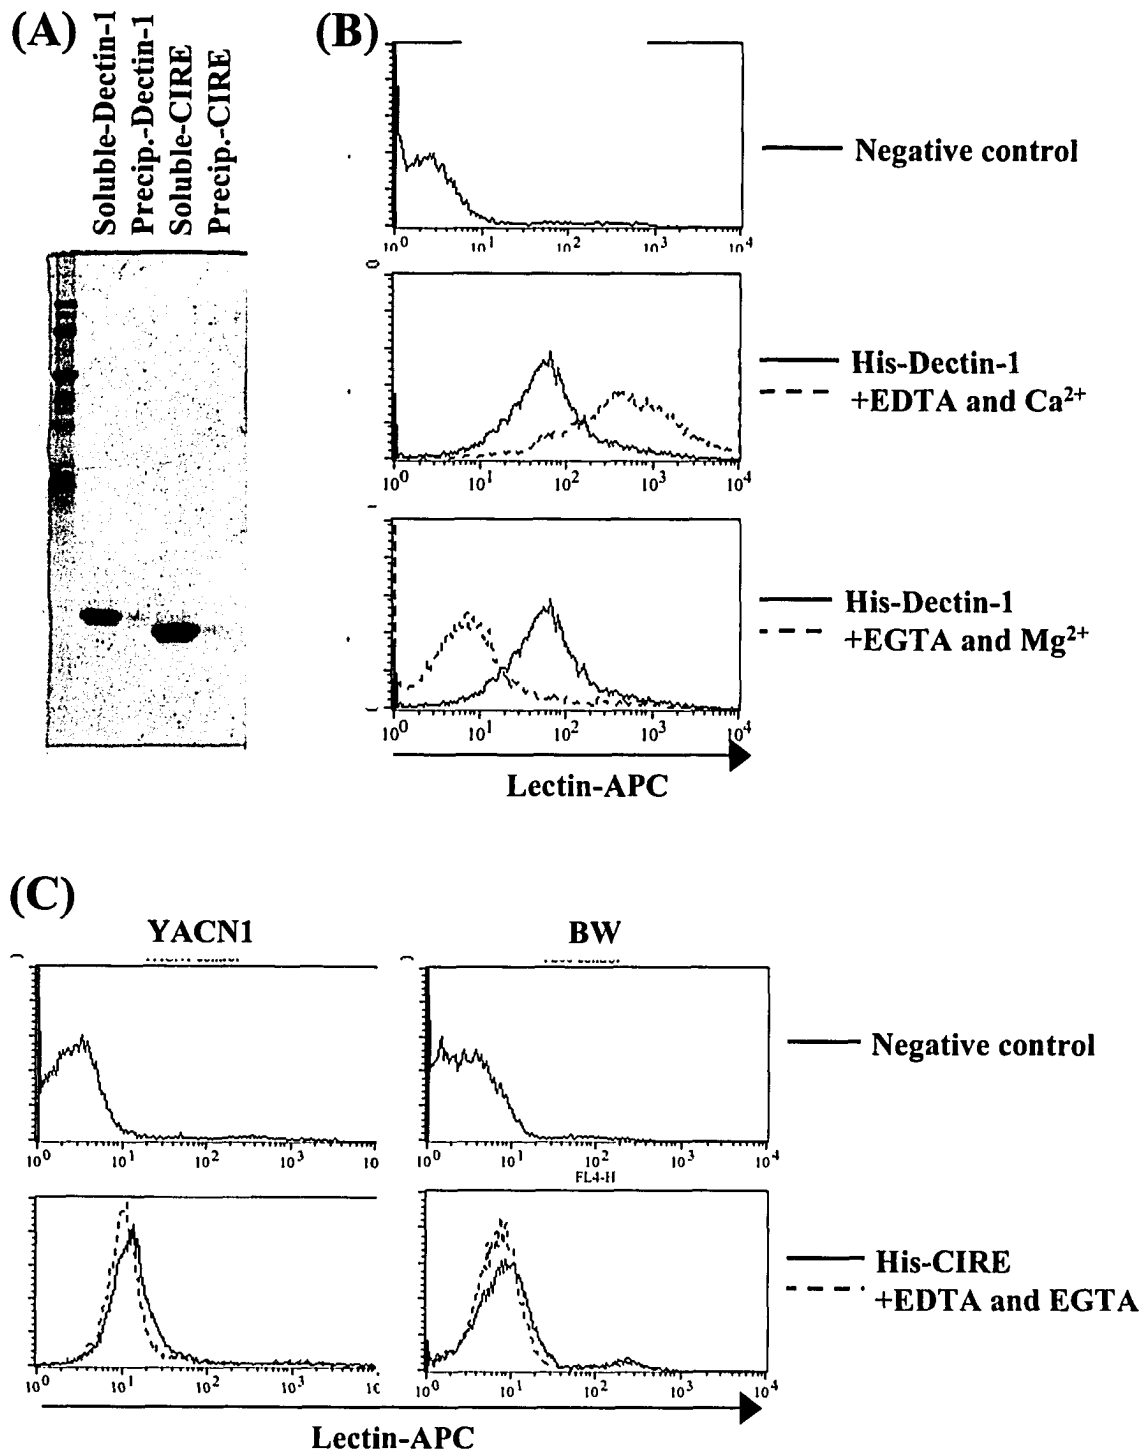 (A)
Soluble-Dectin-1
Precip.-Dectin-1
Soluble-CIRE
Precip.-CIRE
(B)
10⁰ 10¹ 10² 10³ 10⁴
Negative control
10⁰ 10¹ 10² 10³ 10⁴
His-Dectin-1
+EDTA and Ca²⁺
10⁰ 10¹ 10² 10³ 10⁴
His-Dectin-1
+EGTA and Mg²⁺
Lectin-APC
(C)
YACN1
BW
10⁰ 10¹ 10² 10³ 10
10⁰ 10¹ 10² 10³ 10⁴
FL4-H
Negative control
10⁰ 10¹ 10² 10³
10⁰ 10¹ 10² 10³ 10⁴
His-CIRE
+EDTA and EGTA
Lectin-APC